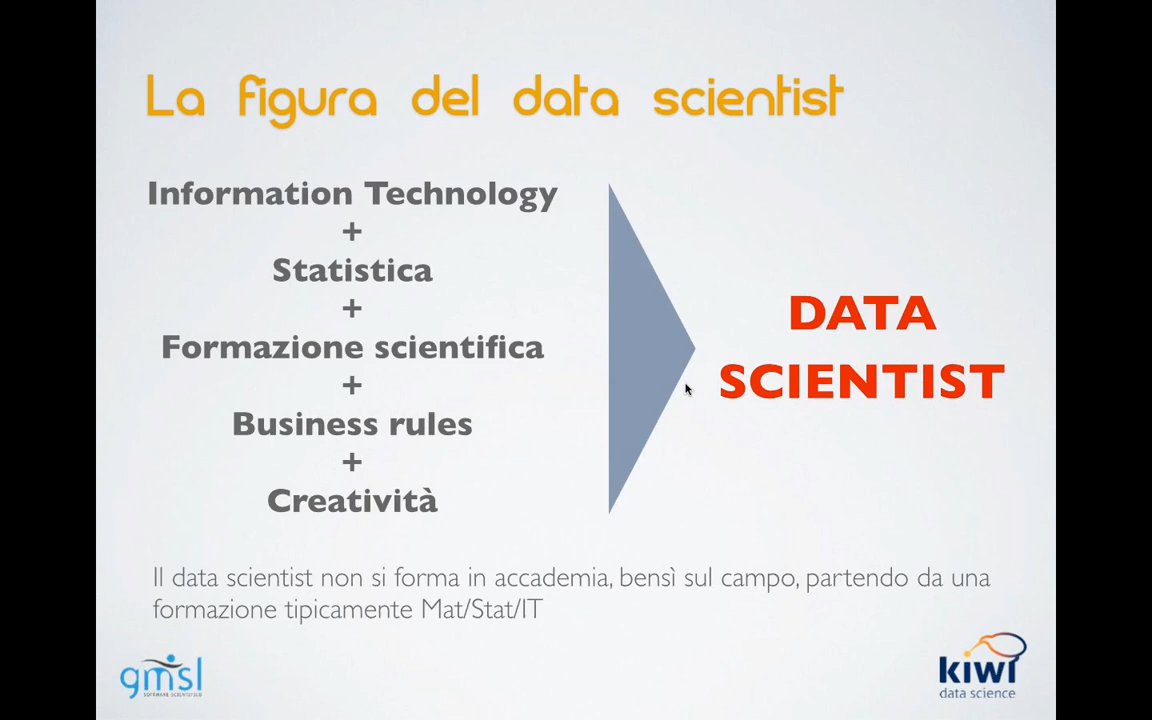 La figura del data scientist
Information Technology
+
Statistica
+
Formazione scientifica
+
Business rules
+
Creatività
DATA
SCIENTIST
Il data scientist non si forma in accademia, bensì sul campo, partendo da una
formazione tipicamente Mat/Stat/IT
gmsl
SOFTWARE SCIENTIFICO
kiwi
data science